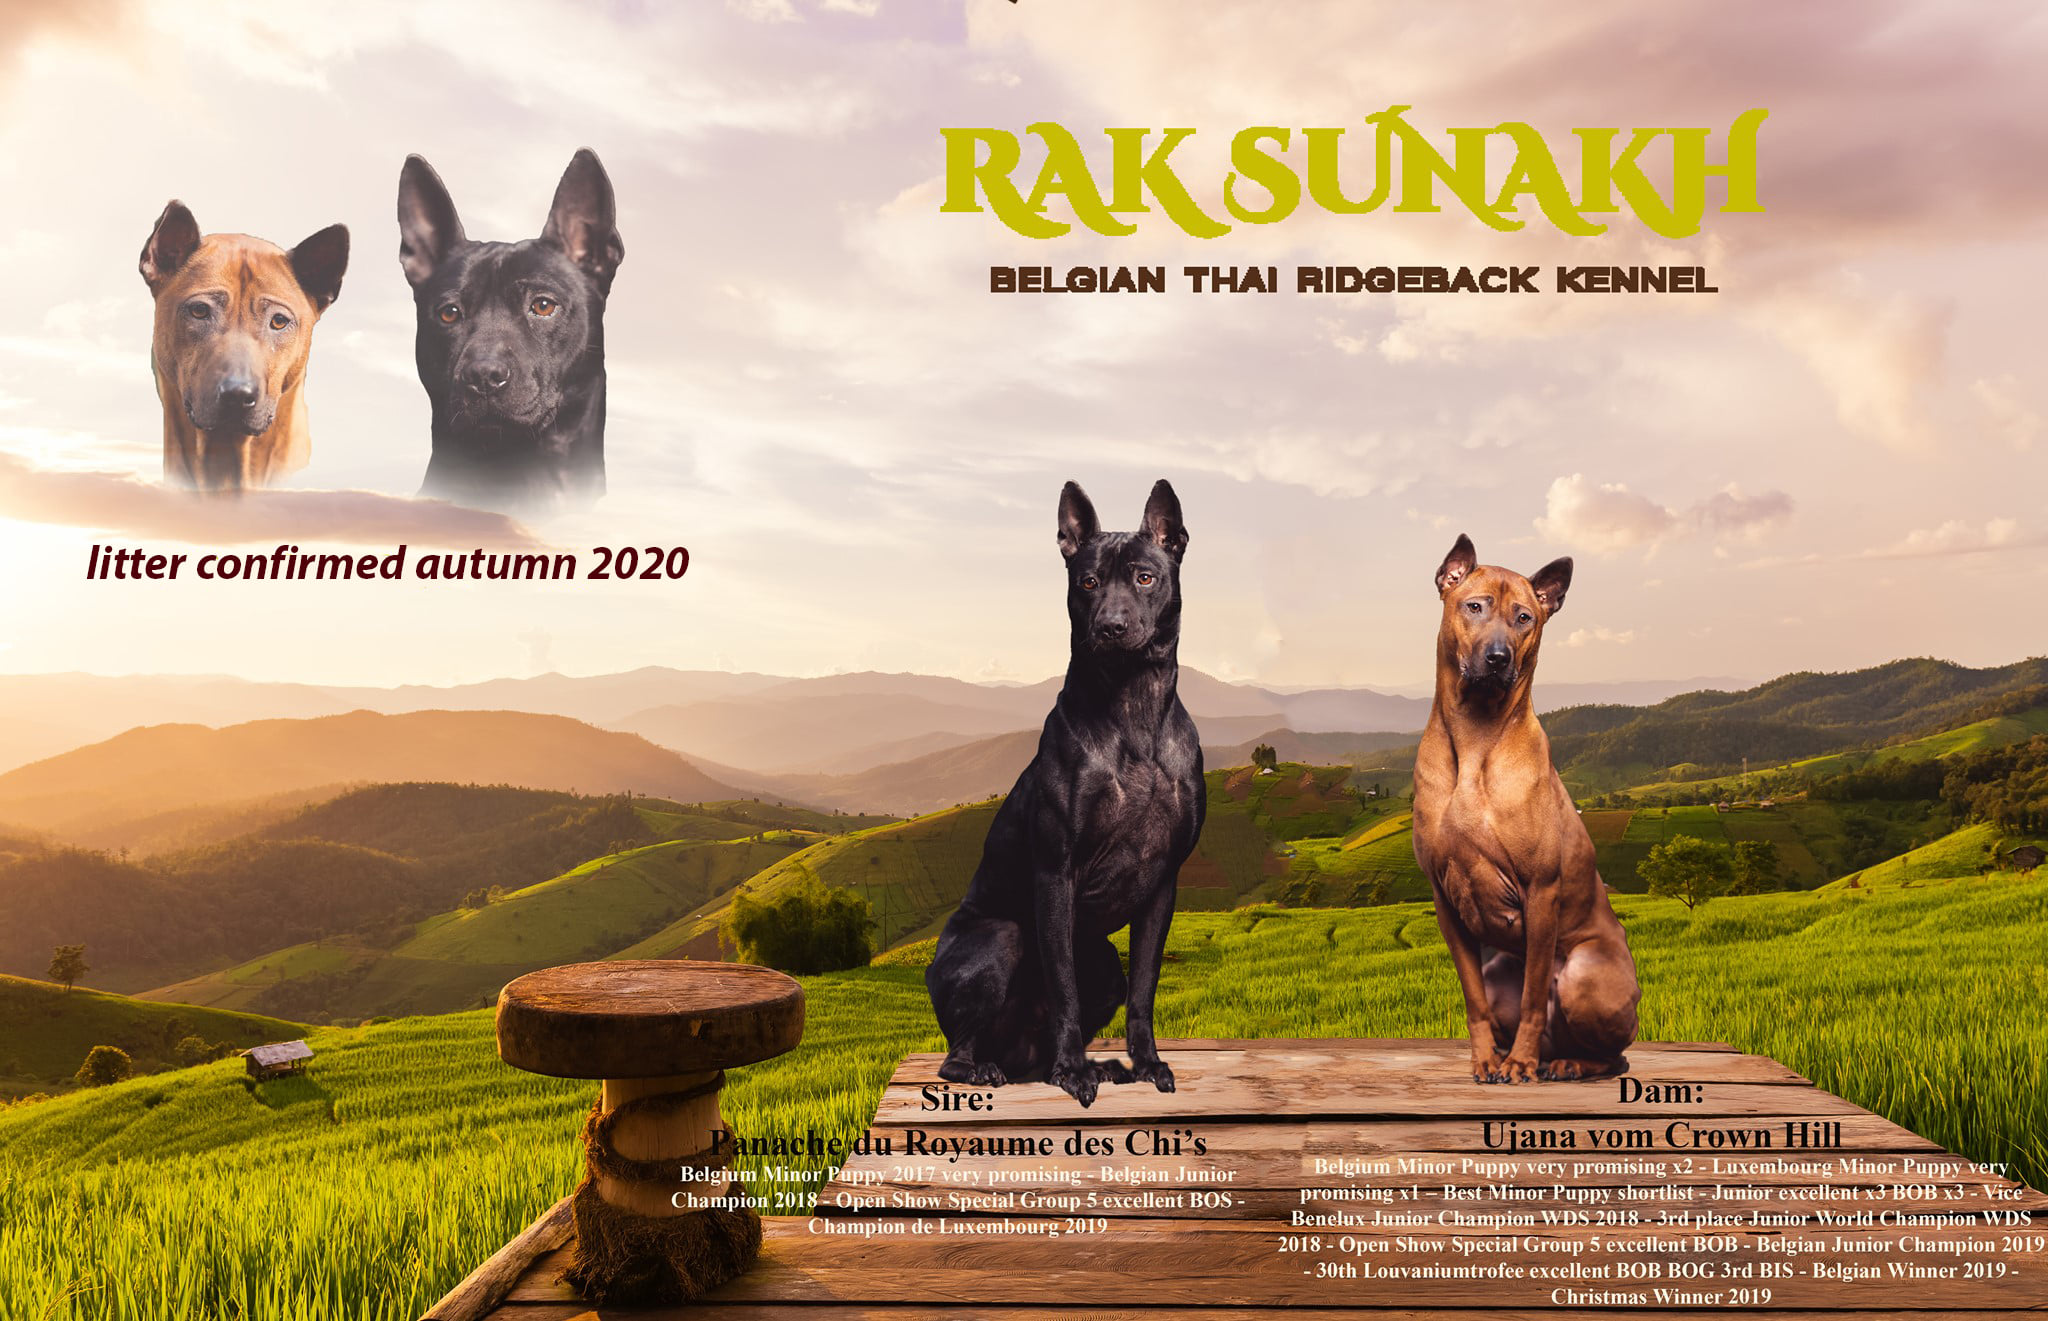 RAK SUNAKH
BELGIAN THAI RIDGEBACK KENNEL
litter confirmed autumn 2020
Sire:
Panache du Royaume des Chi's
Belgium Minor Puppy 2017 very promising - Belgian Junior
Champion 2018 - Open Show Special Group 5 excellent BOS -
Champion de Luxembourg 2019
Dam:
Ujana vom Crown Hill
Belgium Minor Puppy very promising x2 - Luxembourg Minor Puppy very
promising x1 – Best Minor Puppy shortlist - Junior excellent x3 BOB x3 - Vice
Benelux Junior Champion WDS 2018 - 3rd place Junior World Champion WDS
2018 - Open Show Special Group 5 excellent BOB - Belgian Junior Champion 2019
- 30th Louvaniumtrofee excellent BOB BOG 3rd BIS - Belgian Winner 2019 -
Christmas Winner 2019